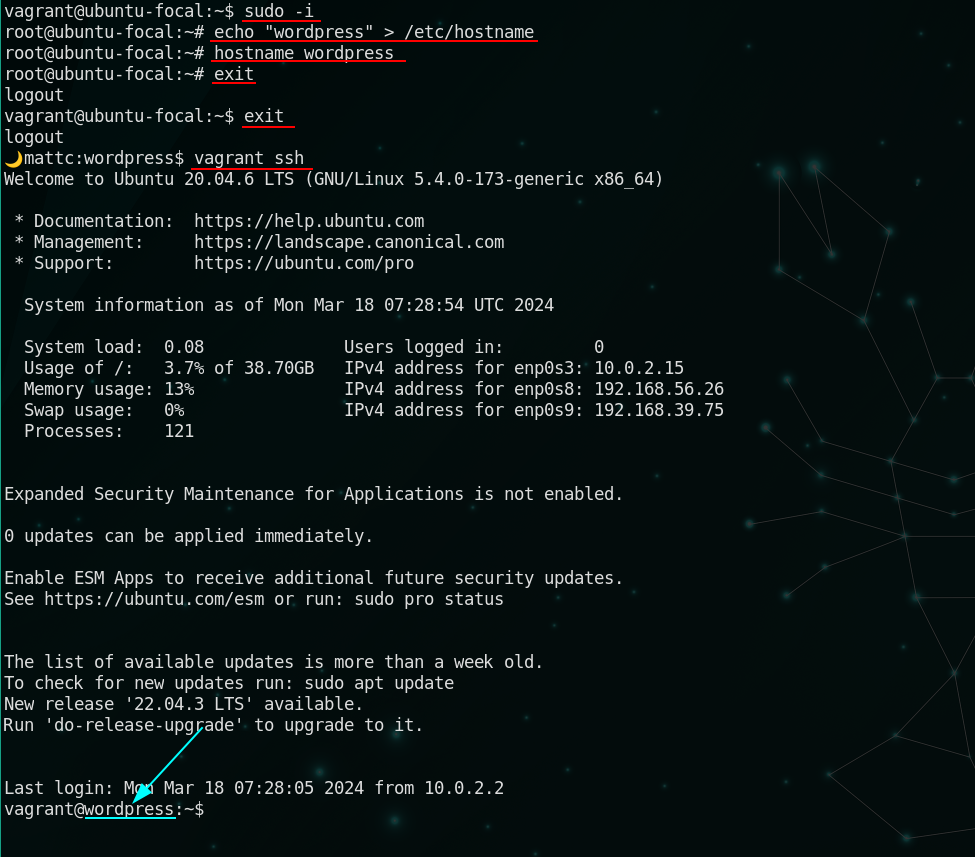 vagrant@ubuntu-focal:~$ sudo -i
root@ubuntu-focal:~# echo "wordpress" > /etc/hostname
root@ubuntu-focal:~# hostname wordpress
root@ubuntu-focal:~# exit
logout
vagrant@ubuntu-focal:~$ exit
logout
🌙mattc:wordpress$ vagrant ssh
Welcome to Ubuntu 20.04.6 LTS (GNU/Linux 5.4.0-173-generic x86_64)

 * Documentation:  https://help.ubuntu.com
 * Management:     https://landscape.canonical.com
 * Support:        https://ubuntu.com/pro

  System information as of Mon Mar 18 07:28:54 UTC 2024

  System load:  0.08              Users logged in:         0
  Usage of /:   3.7% of 38.70GB   IPv4 address for enp0s3: 10.0.2.15
  Memory usage: 13%               IPv4 address for enp0s8: 192.168.56.26
  Swap usage:   0%                IPv4 address for enp0s9: 192.168.39.75
  Processes:    121


Expanded Security Maintenance for Applications is not enabled.

0 updates can be applied immediately.

Enable ESM Apps to receive additional future security updates.
See https://ubuntu.com/esm or run: sudo pro status


The list of available updates is more than a week old.
To check for new updates run: sudo apt update
New release '22.04.3 LTS' available.
Run 'do-release-upgrade' to upgrade to it.


Last login: Mon Mar 18 07:28:05 2024 from 10.0.2.2
vagrant@wordpress:~$